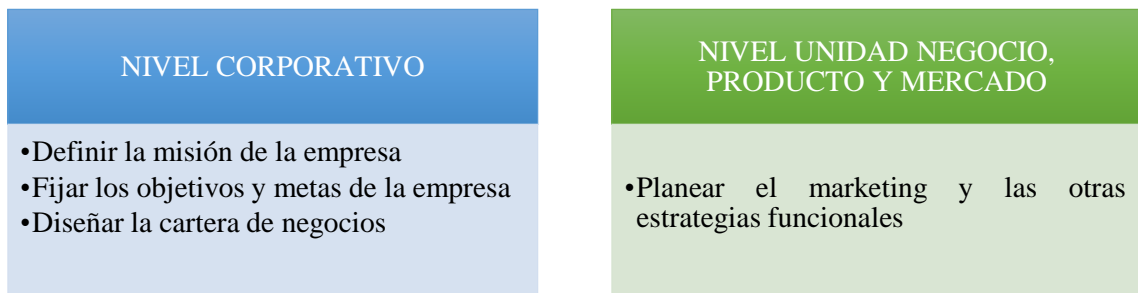 NIVEL CORPORATIVO
•Definir la misión de la empresa
•Fijar los objetivos y metas de la empresa
•Diseñar la cartera de negocios
NIVEL UNIDAD NEGOCIO,
PRODUCTO Y MERCADO
•Planear el marketing y las otras
estrategias funcionales